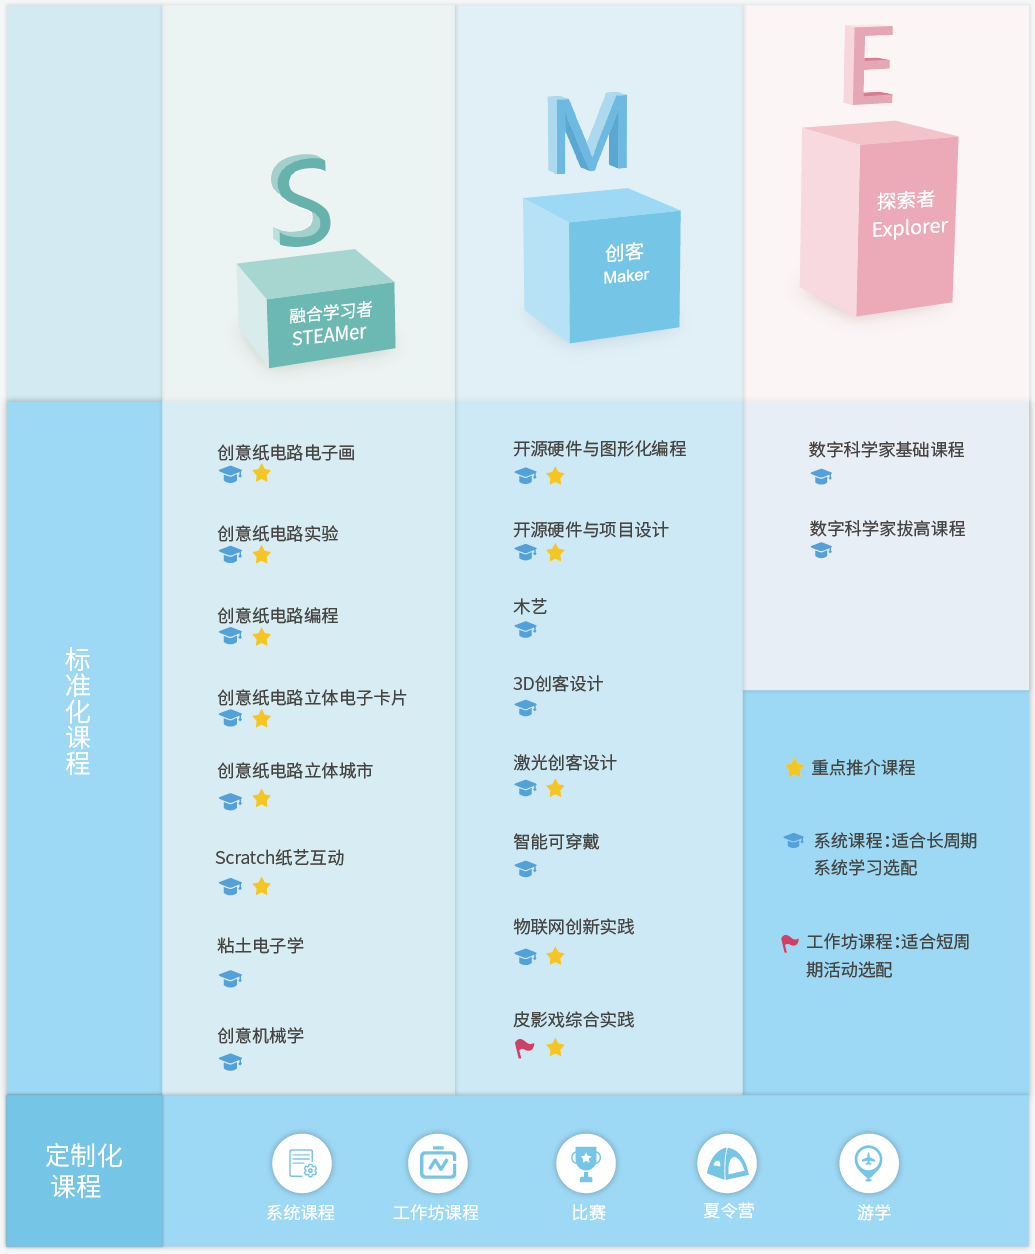 S
融合学习者
STEAMer
M
创客
Maker
E
探索者
Explorer
标准化课程
创意纸电路电子画
创意纸电路实验
创意纸电路编程
创意纸电路立体电子卡片
创意纸电路立体城市
Scratch纸艺互动
粘土电子学
创意机械学
开源硬件与图形化编程
开源硬件与项目设计
木艺
3D创客设计
激光创客设计
智能可穿戴
物联网创新实践
皮影戏综合实践
数字科学家基础课程
数字科学家拔高课程
重点推介课程
系统课程：适合长周期
系统学习选配
工作坊课程：适合短周
期活动选配
定制化
课程
系统课程
工作坊课程
比赛
夏令营
游学